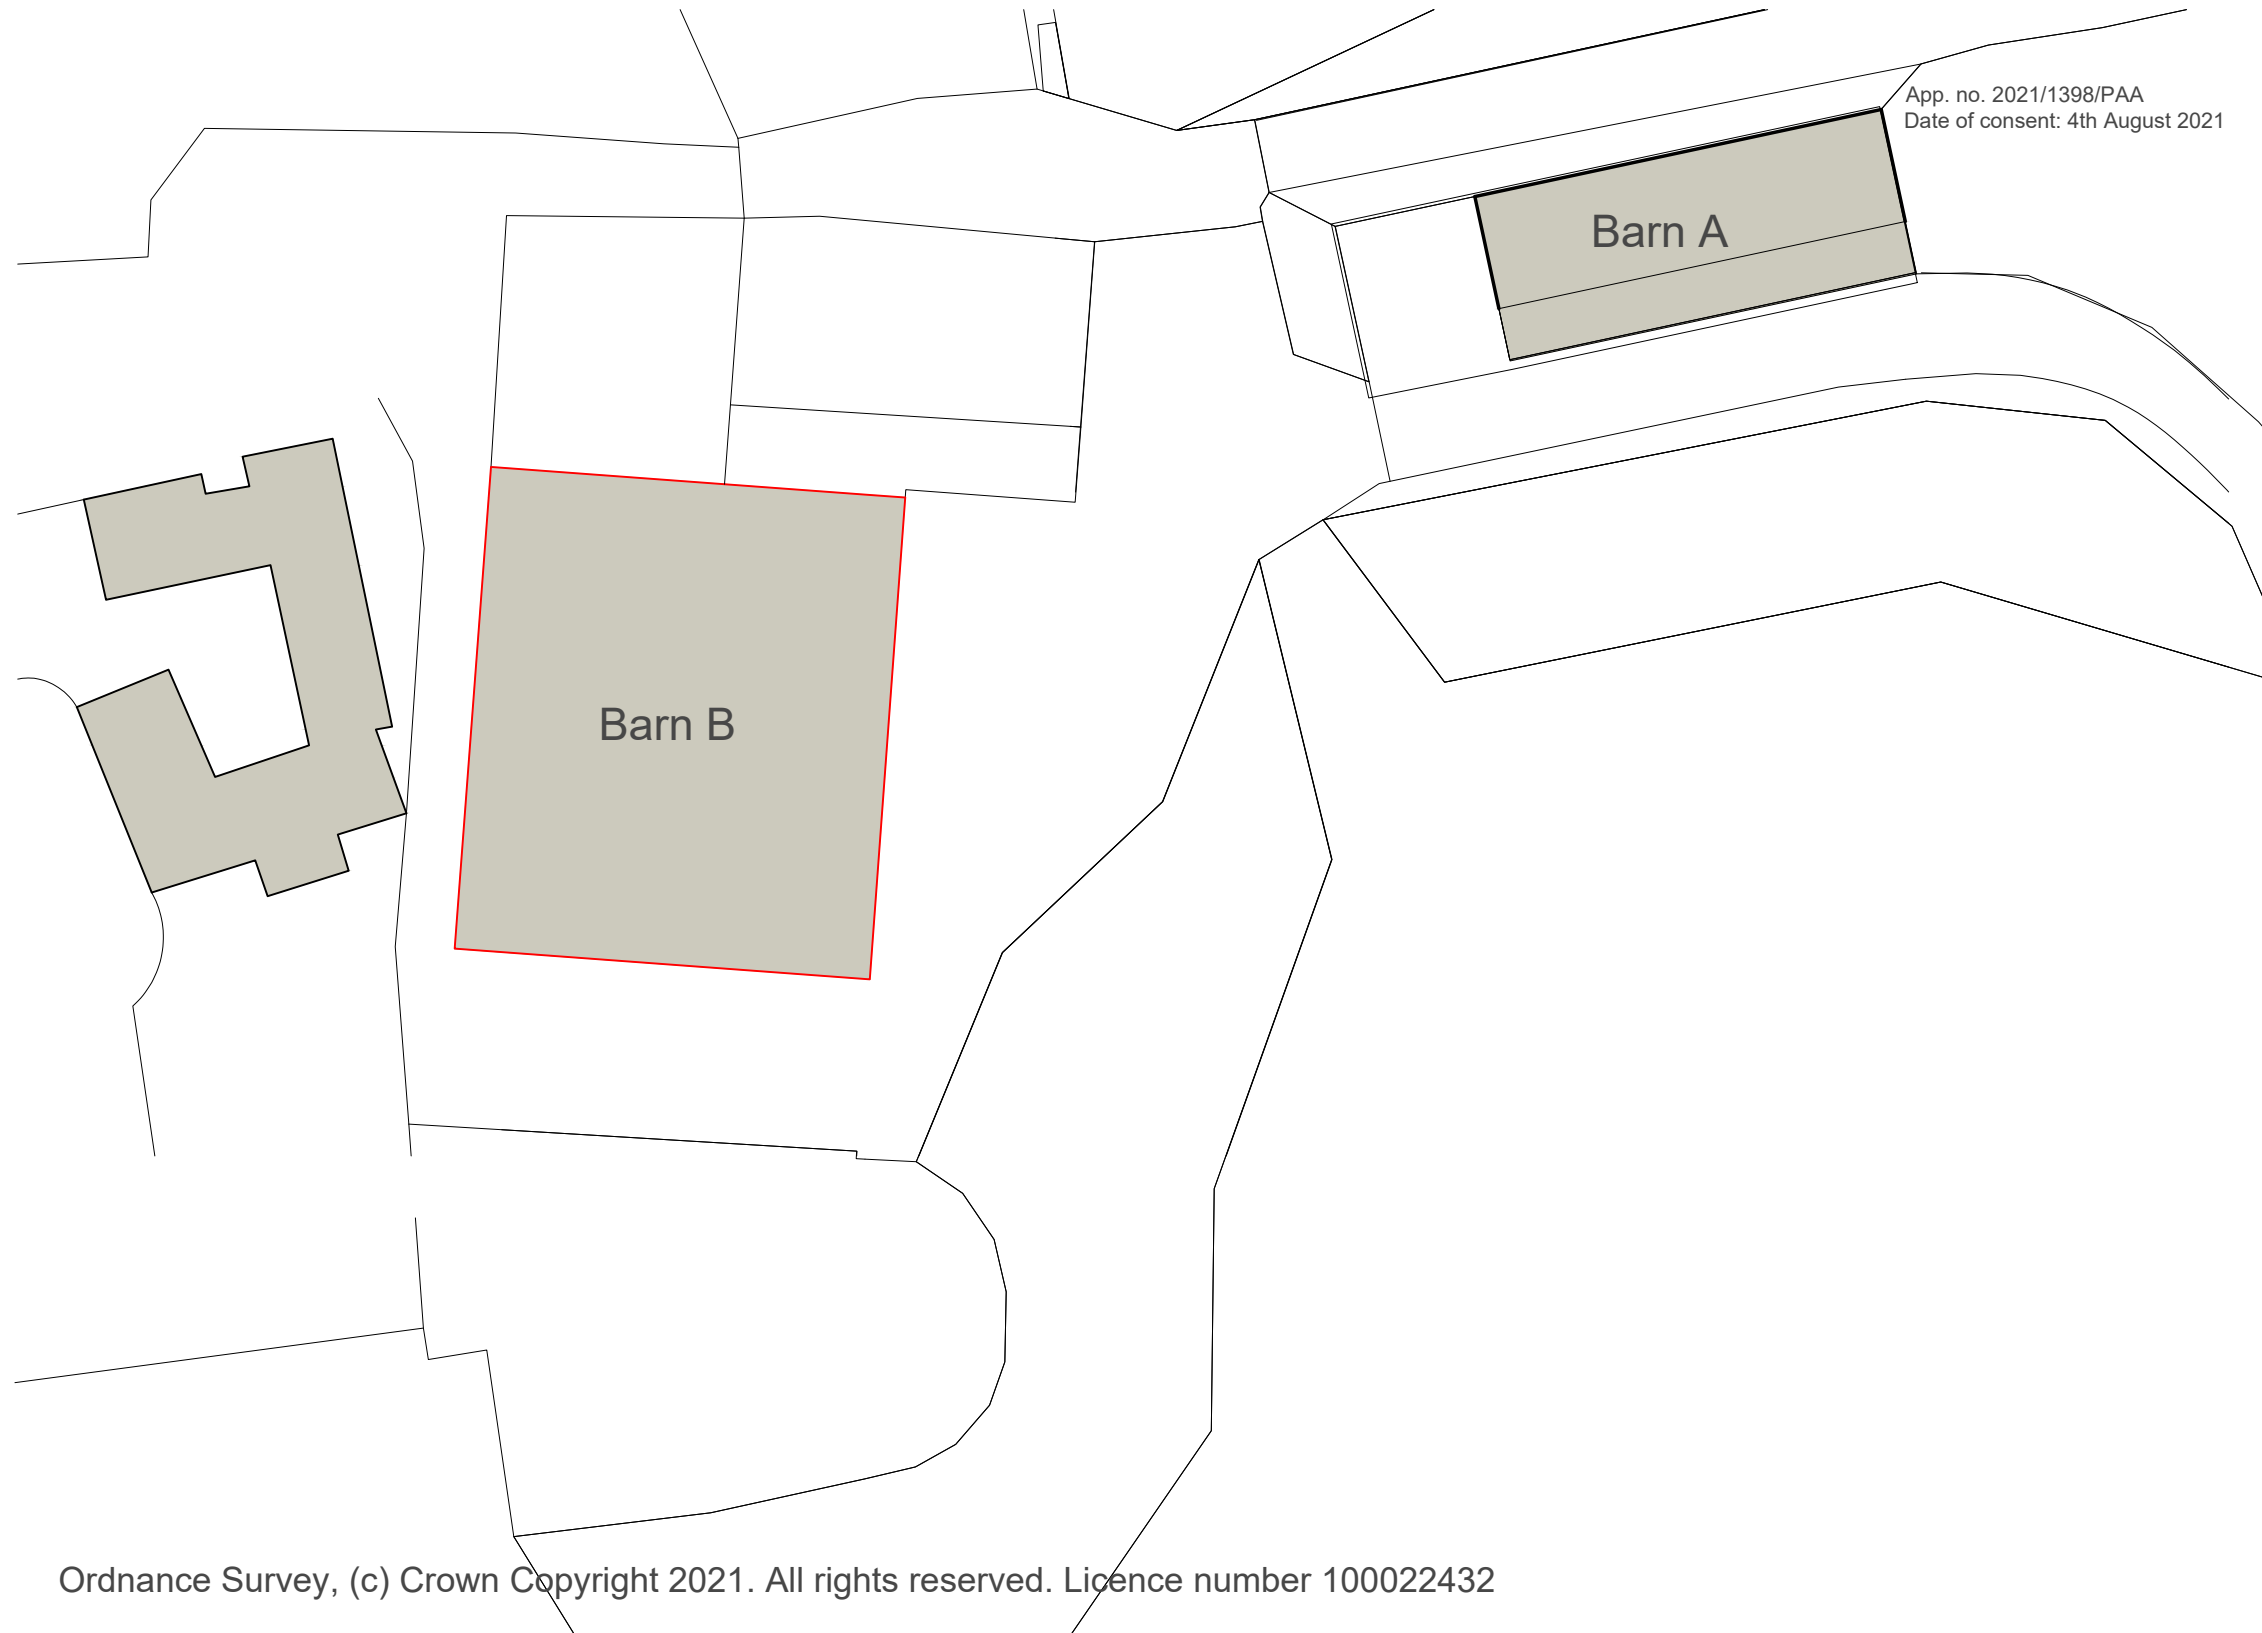 App. no. 2021/1398/PAA
Date of consent: 4th August 2021
Barn A
Barn B
Ordnance Survey, (c) Crown Copyright 2021. All rights reserved. Licence number 100022432